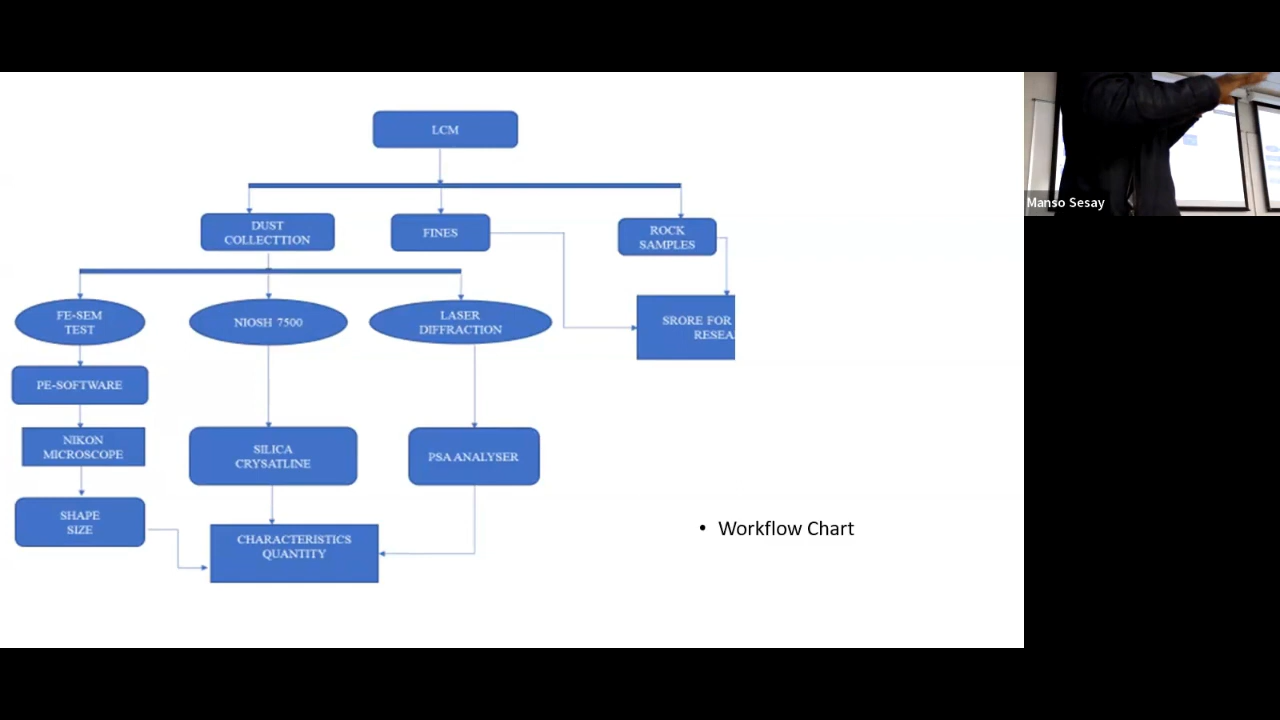 LCM
DUST
COLLECTTION
FINES
ROCK
SAMPLES
FE-SEM
TEST
NIOSH 7500
LASER
DIFFRACTION
SRORE FOR
RESEA
PE-SOFTWARE
NIKON
MICROSCOPE
SILICA
CRYSATLINE
PSA ANALYSER
SHAPE
SIZE
CHARACTERISTICS
QUANTITY
• Workflow Chart
Manso Sesay